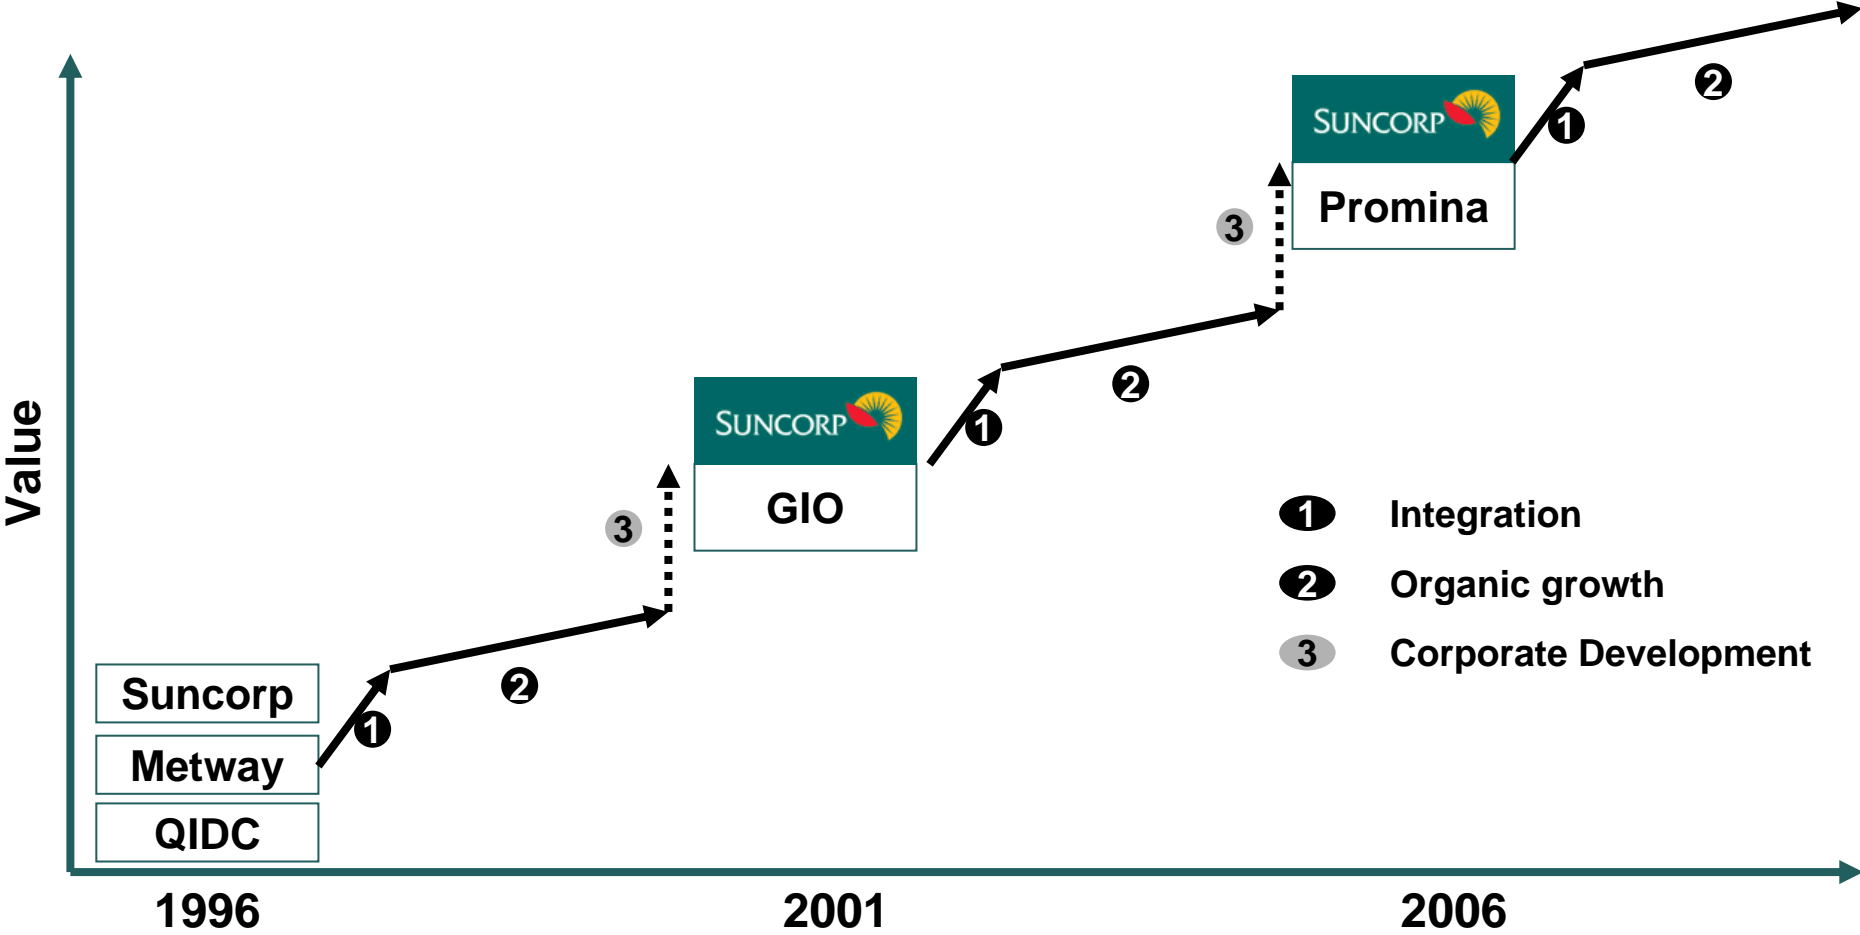 2
SUNCORP
1
Promina
3
2
SUNCORP
1
GIO
3
Value
1 Integration
2 Organic growth
3 Corporate Development
Suncorp
2
Metway
1
QIDC
1996 2001 2006